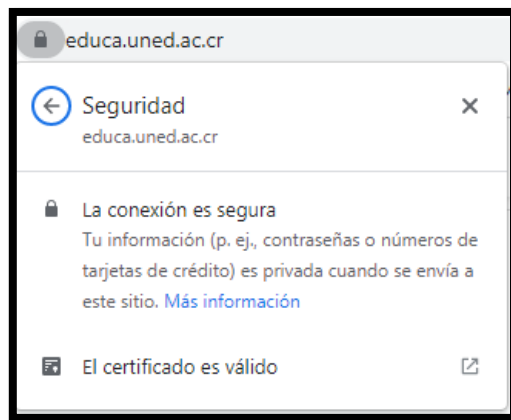 educa.uned.ac.cr
Seguridad
educa.uned.ac.cr
La conexión es segura
Tu información (p. ej., contraseñas o números de
tarjetas de crédito) es privada cuando se envía a
este sitio. Más información
El certificado es válido